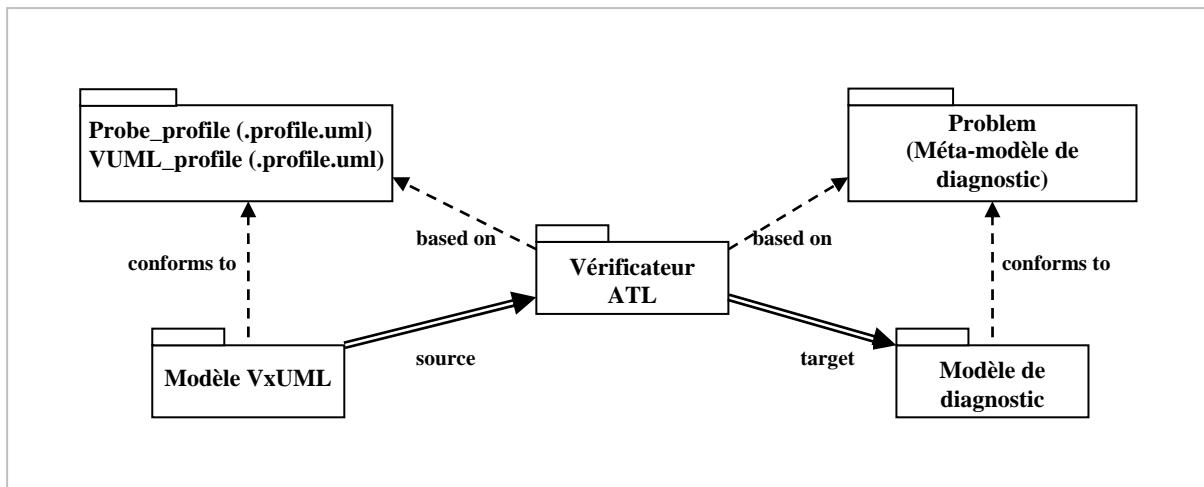 Probe_profile (.profile.uml)
VUML_profile (.profile.uml)
Problem
(Méta-modèle de
diagnostic)
based on
based on
conforms to
conforms to
Vérificateur
ATL
source
target
Modèle VxUML
Modèle de
diagnostic